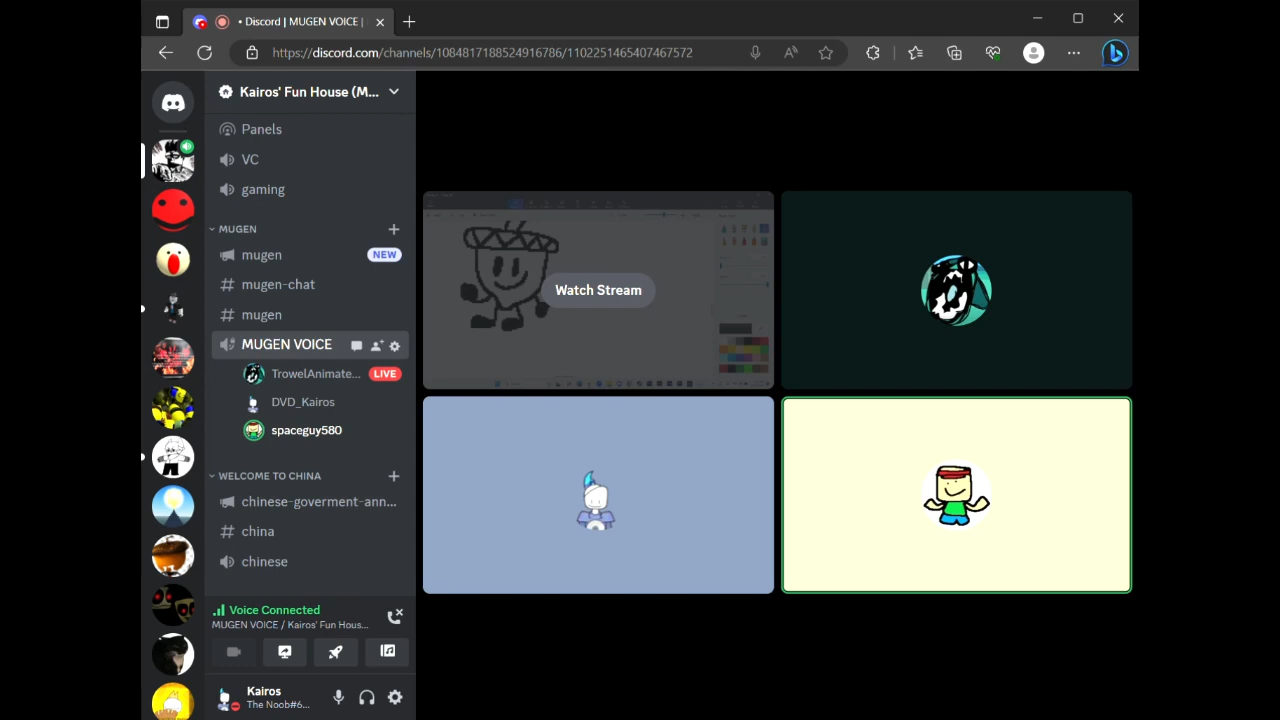 • Discord | MUGEN VOICE |
https://discord.com/channels/1084817188524916786/1102251465407467572
Kairos' Fun House (M...
Panels
VC
gaming
MUGEN
mugen
NEW
mugen-chat
mugen
MUGEN VOICE
TrowelAnimate...
LIVE
DVD_Kairos
spaceguy580
WELCOME TO CHINA
chinese-goverment-ann...
china
chinese
Voice Connected
MUGEN VOICE / Kairos' Fun Hous...
Kairos
The Noob#6...
Watch Stream